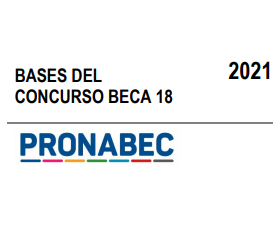 2021
BASES DEL
CONCURSO BECA 18
PRONABEC